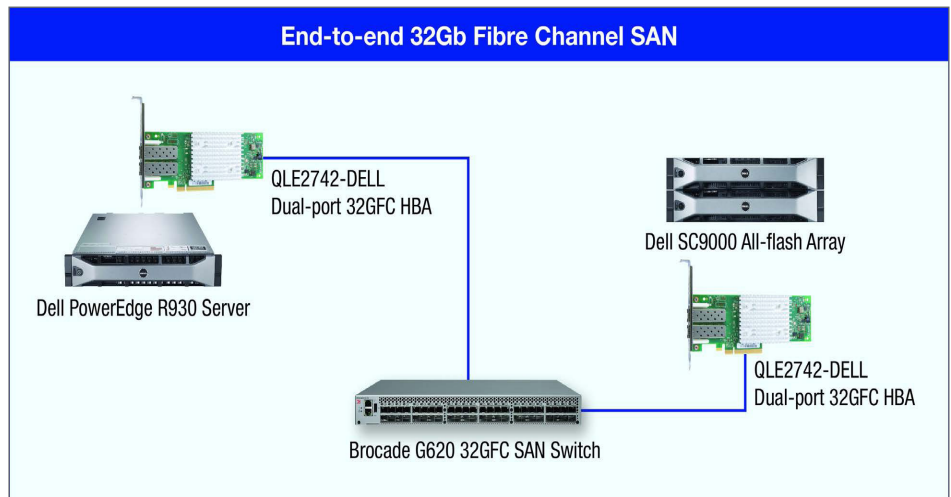 End-to-end 32Gb Fibre Channel SAN
QLE2742-DELL
Dual-port 32GFC HBA
Dell PowerEdge R930 Server
Dell SC9000 All-flash Array
QLE2742-DELL
Dual-port 32GFC HBA
Brocade G620 32GFC SAN Switch